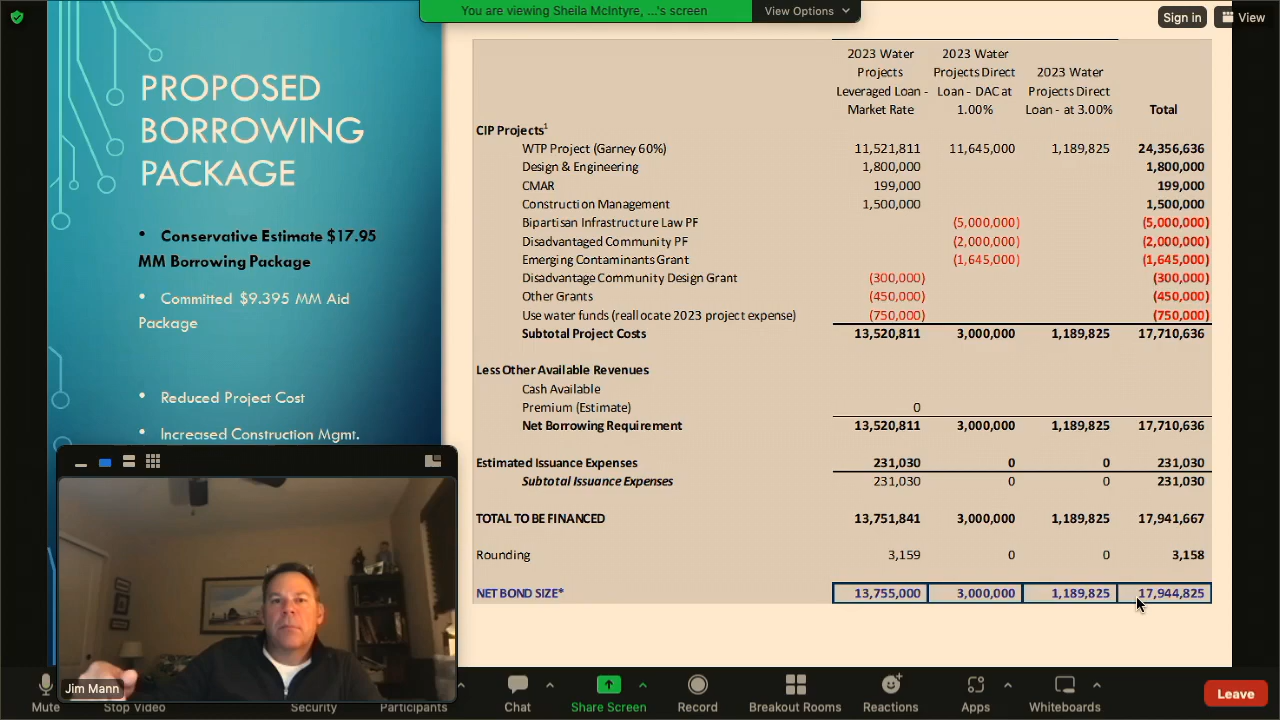 You are viewing Sheila McIntyre, ...'s screen
View Options
Sign in
View
PROPOSED
BORROWING
PACKAGE
• Conservative Estimate $17.95
MM Borrowing Package
• Committed $9.395 MM Aid
Package
• Reduced Project Cost
• Increased Construction Mgmt.
2023 Water Projects Leveraged Loan - Market Rate
2023 Water Projects Direct Loan - DAC at 1.00%
2023 Water Projects Direct Loan - at 3.00%
Total
CIP Projects¹
WTP Project (Garney 60%) 11,521,811 11,645,000 1,189,825 24,356,636
Design & Engineering 1,800,000 1,800,000
CMAR 199,000 199,000
Construction Management 1,500,000 1,500,000
Bipartisan Infrastructure Law PF (5,000,000) (5,000,000)
Disadvantaged Community PF (2,000,000) (2,000,000)
Emerging Contaminants Grant (1,645,000) (1,645,000)
Disadvantage Community Design Grant (300,000) (300,000)
Other Grants (450,000) (450,000)
Use water funds (reallocate 2023 project expense) (750,000) (750,000)
Subtotal Project Costs 13,520,811 3,000,000 1,189,825 17,710,636
Less Other Available Revenues
Cash Available
Premium (Estimate) 0
Net Borrowing Requirement 13,520,811 3,000,000 1,189,825 17,710,636
Estimated Issuance Expenses 231,030 0 0 231,030
Subtotal Issuance Expenses 231,030 0 0 231,030
TOTAL TO BE FINANCED 13,751,841 3,000,000 1,189,825 17,941,667
Rounding 3,159 0 0 3,158
NET BOND SIZE* 13,755,000 3,000,000 1,189,825 17,944,825
Jim Mann
Mute
Stop Video
Security
Participants
Chat
Share Screen
Record
Breakout Rooms
Reactions
Apps
Whiteboards
Leave